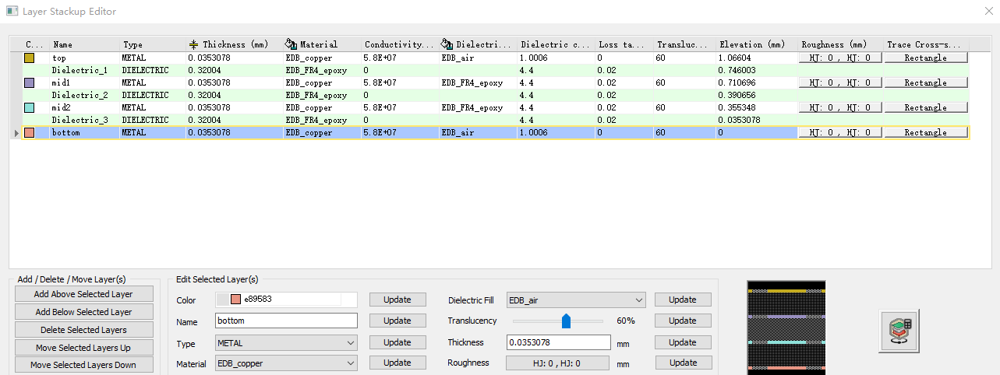 Layer Stackup Editor
C... Name Type Thickness (mm) Material Conductivity... Dielectri... Dielectric c... Loss ta... Transluc... Elevation (mm) Roughness (mm) Trace Cross-s...
top METAL 0.0353078 EDB_copper 5.8E+07 EDB_air 1.0006 0 60 1.06604 HJ: 0 , HJ: 0 Rectangle
Dielectric_1 DIELECTRIC 0.32004 EDB_FR4_epoxy 0 4.4 0.02 0.746003
mid1 METAL 0.0353078 EDB_copper 5.8E+07 EDB_FR4_epoxy 4.4 0.02 60 0.710696 HJ: 0 , HJ: 0 Rectangle
Dielectric_2 DIELECTRIC 0.32004 EDB_FR4_epoxy 0 4.4 0.02 0.390656
mid2 METAL 0.0353078 EDB_copper 5.8E+07 EDB_FR4_epoxy 4.4 0.02 60 0.355348 HJ: 0 , HJ: 0 Rectangle
Dielectric_3 DIELECTRIC 0.32004 EDB_FR4_epoxy 0 4.4 0.02 0.0353078
bottom METAL 0.0353078 EDB_copper 5.8E+07 EDB_air 1.0006 0 60 0 HJ: 0 , HJ: 0 Rectangle
Add / Delete / Move Layer(s)
Add Above Selected Layer
Add Below Selected Layer
Delete Selected Layers
Move Selected Layers Up
Move Selected Layers Down
Edit Selected Layer(s)
Color e89583 Update Dielectric Fill EDB_air Update
Name bottom Update Translucency 60% Update
Type METAL Update Thickness 0.0353078 mm Update
Material EDB_copper Update Roughness HJ: 0 , HJ: 0 mm Update